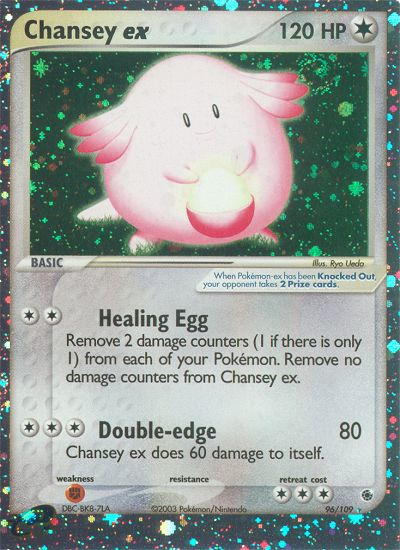 Chansey ex 120 HP
BASIC
Illus. Ryo Ueda
When Pokémon-ex has been Knocked Out,
your opponent takes 2 Prize cards.
Healing Egg
Remove 2 damage counters (1 if there is only
1) from each of your Pokémon. Remove no
damage counters from Chansey ex.
Double-edge 80
Chansey ex does 60 damage to itself.
weakness resistance retreat cost
DBC-BK8-7LA ©2003 Pokémon/Nintendo 96/109